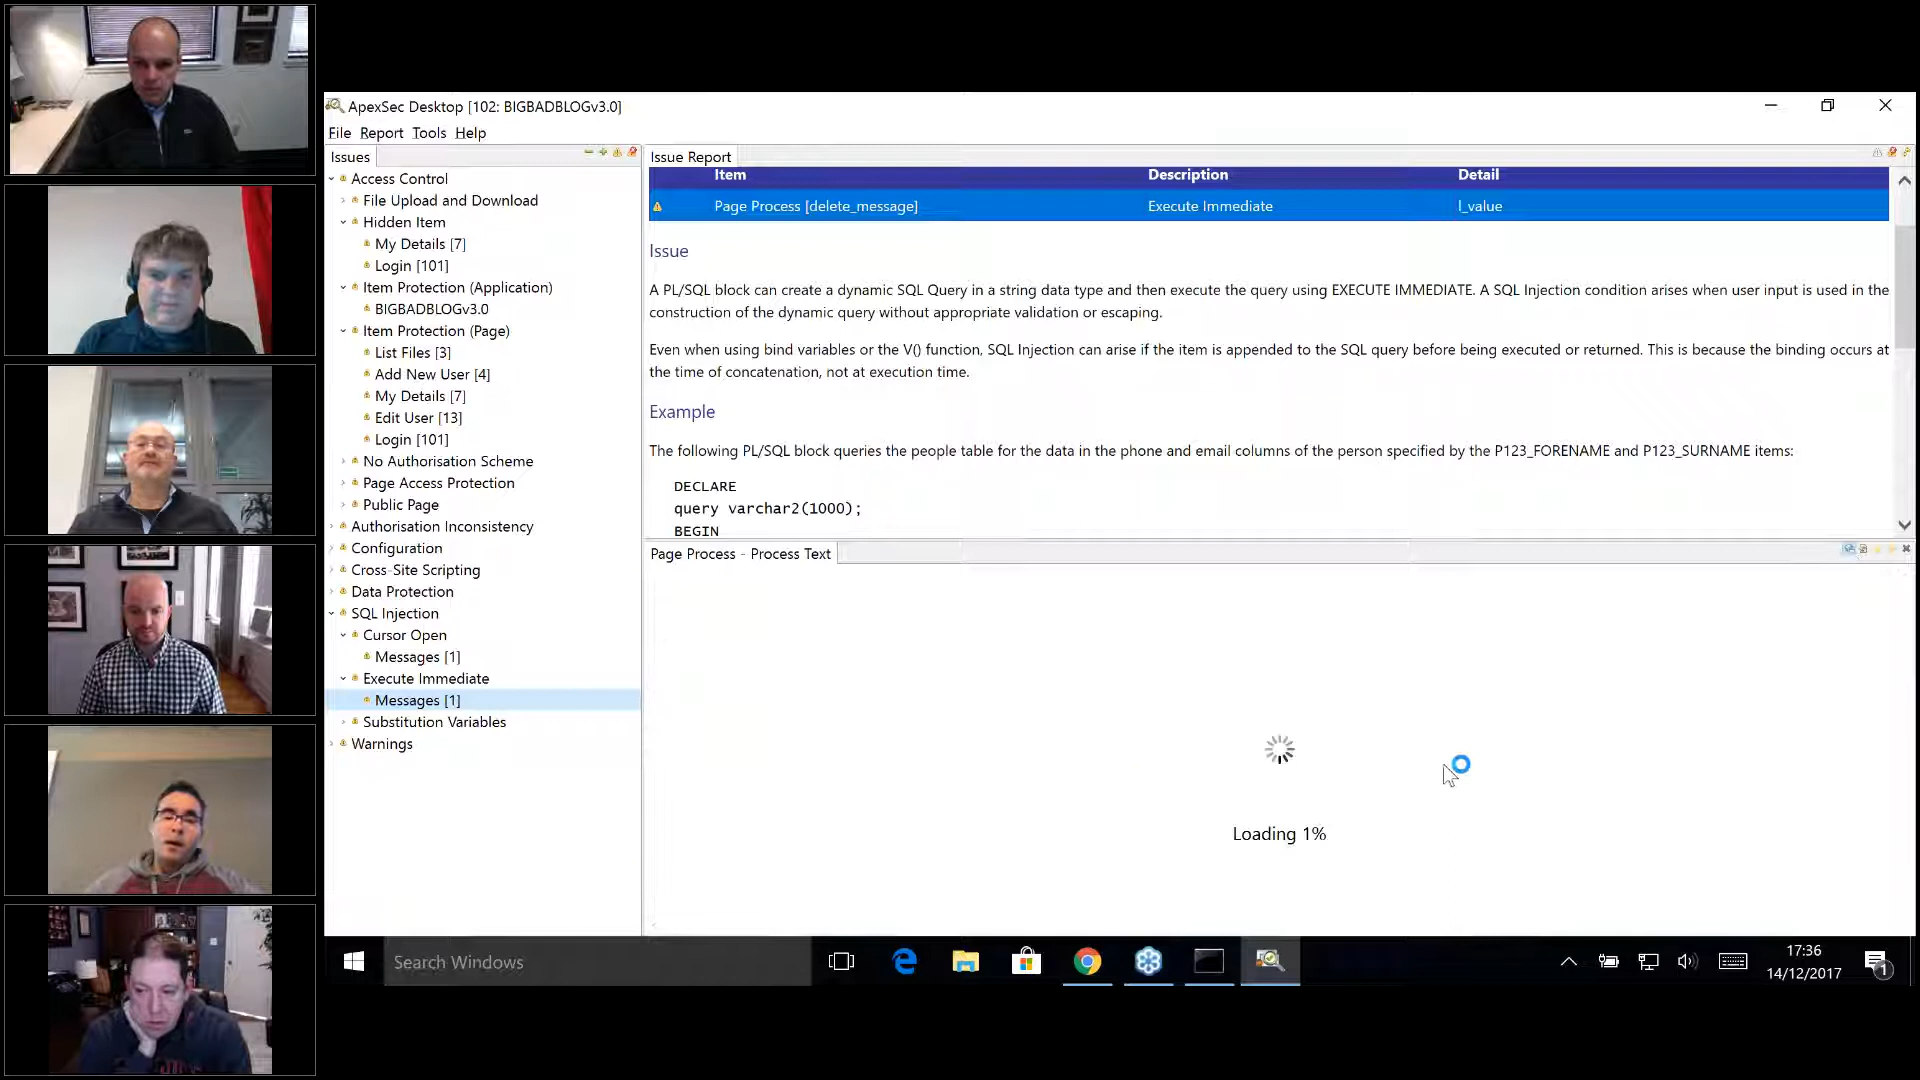 ApexSec Desktop [102: BIGBADBLOGv3.0]
File Report Tools Help
Issues
Access Control
File Upload and Download
Hidden Item
My Details [7]
Login [101]
Item Protection (Application)
BIGBADBLOGv3.0
Item Protection (Page)
List Files [3]
Add New User [4]
My Details [7]
Edit User [13]
Login [101]
No Authorisation Scheme
Page Access Protection
Public Page
Authorisation Inconsistency
Configuration
Cross-Site Scripting
Data Protection
SQL Injection
Cursor Open
Messages [1]
Execute Immediate
Messages [1]
Substitution Variables
Warnings
Issue Report
Item Description Detail
Page Process [delete_message] Execute Immediate l_value
Issue
A PL/SQL block can create a dynamic SQL Query in a string data type and then execute the query using EXECUTE IMMEDIATE. A SQL Injection condition arises when user input is used in the
construction of the dynamic query without appropriate validation or escaping.
Even when using bind variables or the V() function, SQL Injection can arise if the item is appended to the SQL query before being executed or returned. This is because the binding occurs at
the time of concatenation, not at execution time.
Example
The following PL/SQL block queries the people table for the data in the phone and email columns of the person specified by the P123_FORENAME and P123_SURNAME items:
DECLARE
query varchar2(1000);
BEGIN
Page Process - Process Text
Loading 1%
Search Windows
17:36
14/12/2017
1